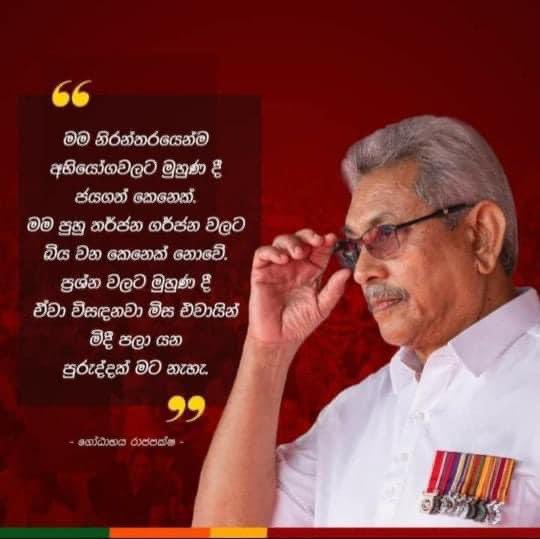 මම නිරන්තරයෙන්ම
අභියෝගවලට මුහුණ දී
ජයගත් කෙනෙක්.
මම පුහු තර්ජන ගර්ජන වලට
බිය වන කෙනෙක් නොවේ.
ප්‍රශ්න වලට මුහුණ දී
ඒවා විසඳනවා මිස එවායින්
මිදී පලා යන
පුරුද්දක් මට නැහැ.
- ගෝඨාභය රාජපක්ෂ -